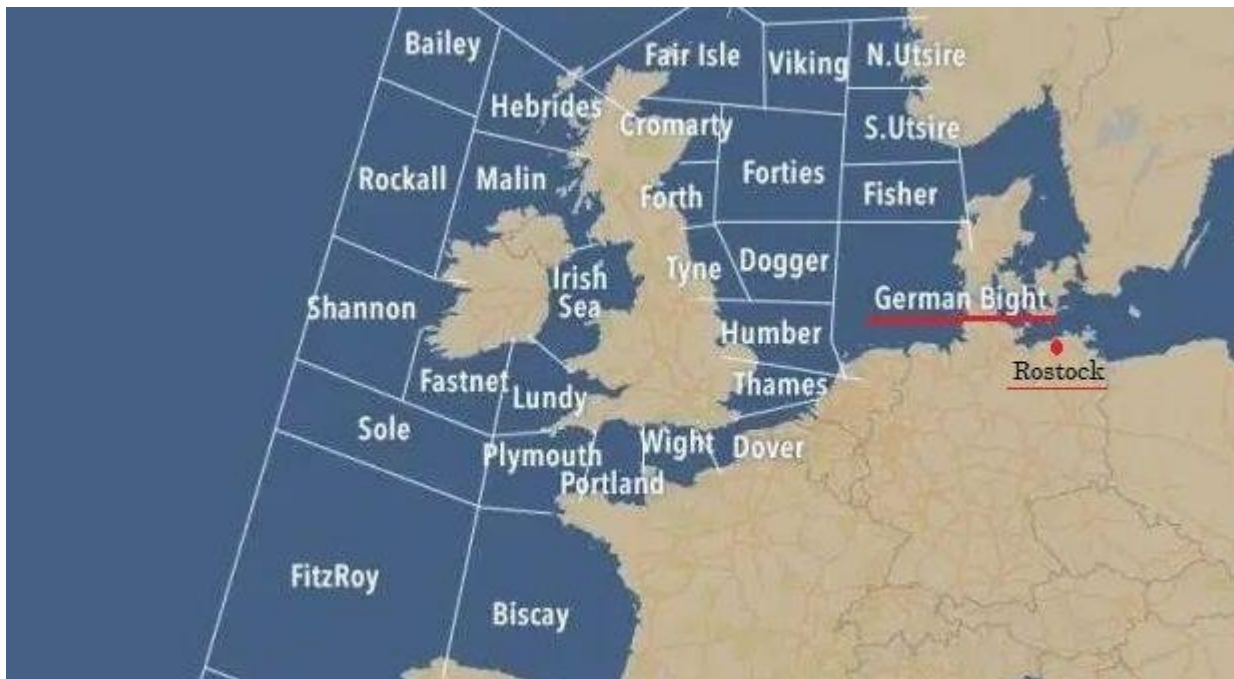 Bailey
Fair Isle
Viking
N.Utsire
Hebrides
Cromarty
S.Utsire
Rockall
Malin
Forties
Forth
Fisher
Irish
Sea
Tyne
Dogger
Shannon
German Bight
Humber
Rostock
Fastnet
Lundy
Thames
Sole
Plymouth
Wight
Dover
Portland
FitzRoy
Biscay